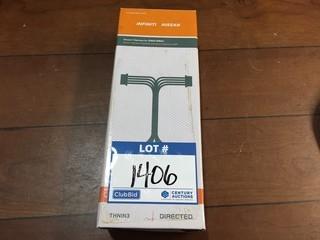 INFINITI NISSAN
LOT #
1406
ClubBid
CENTURY
AUCTIONS
THNIN3 DIRECTED